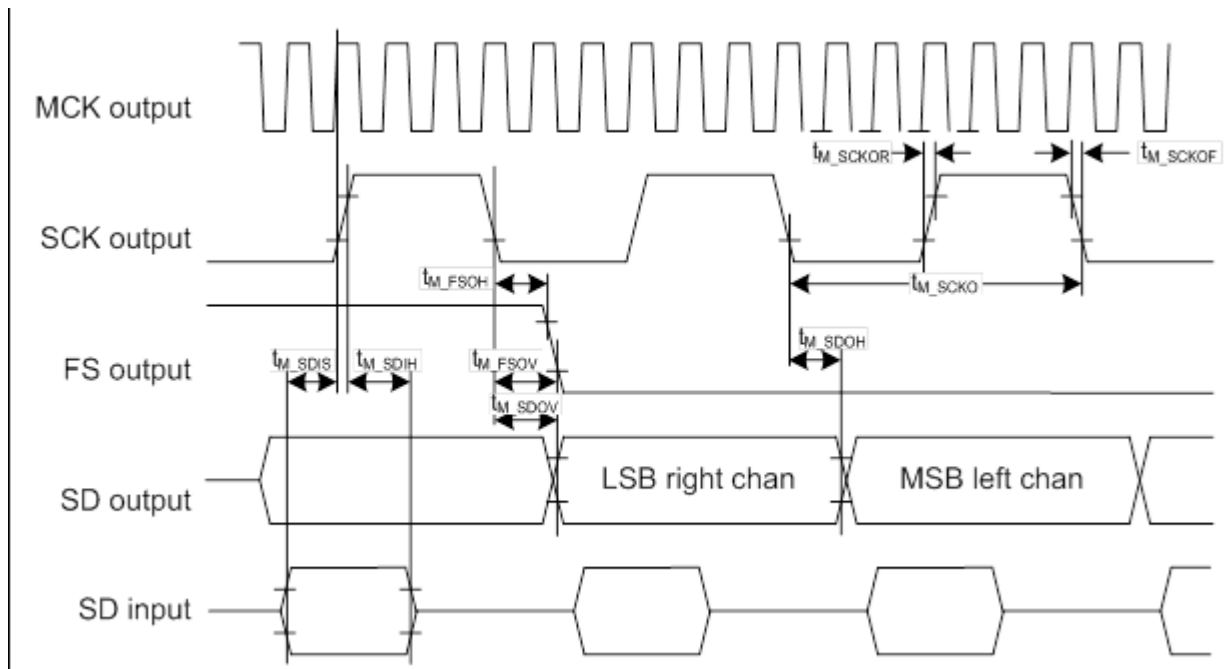 MCK output
tM_SCKOR
tM_SCKOF
SCK output
tM_FSOH
tM_SCKO
tM_SDIS
tM_SDIH
tM_FSOV
tM_SDOH
FS output
tM_SDOV
SD output
LSB right chan
MSB left chan
SD input